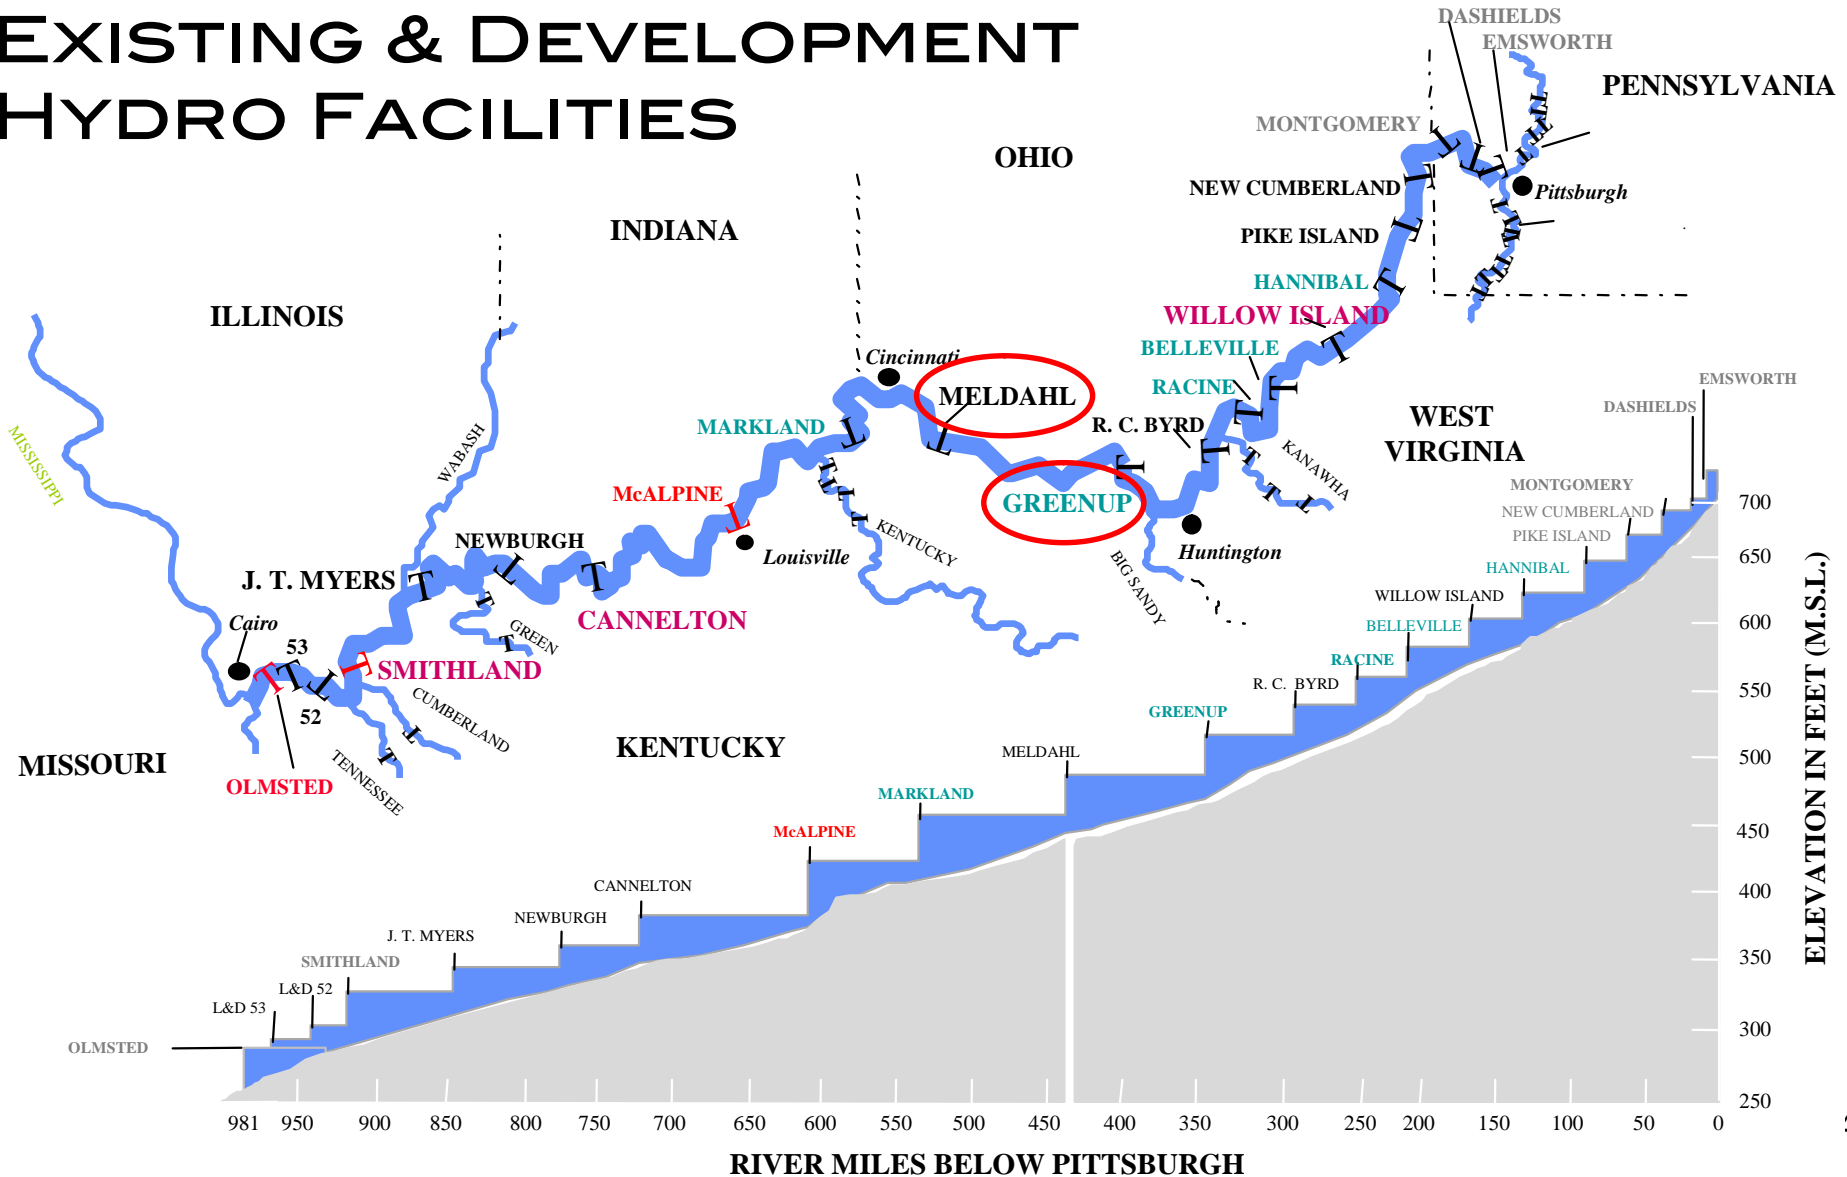 EXISTING & DEVELOPMENT
HYDRO FACILITIES
DASHIELDS
EMSWORTH
PENNSYLVANIA
MONTGOMERY
OHIO
NEW CUMBERLAND
Pittsburgh
PIKE ISLAND
INDIANA
HANNIBAL
ILLINOIS
WILLOW ISLAND
BELLEVILLE
Cincinnati
RACINE
MELDAHL
MARKLAND
R. C. BYRD
WEST
VIRGINIA
KANAWHA
MISSISSIPPI
WABASH
McALPINE
GREENUP
Louisville
KENTUCKY
Huntington
NEWBURGH
J. T. MYERS
BIG SANDY
CANNELTON
Cairo
53
GREEN
SMITHLAND
52
CUMBERLAND
TENNESSEE
MISSOURI
OLMSTED
KENTUCKY
EMSWORTH
DASHIELDS
MONTGOMERY
NEW CUMBERLAND
PIKE ISLAND
HANNIBAL
WILLOW ISLAND
BELLEVILLE
RACINE
R. C. BYRD
GREENUP
MELDAHL
MARKLAND
McALPINE
CANNELTON
NEWBURGH
J. T. MYERS
SMITHLAND
L&D 52
L&D 53
OLMSTED
700
650
600
550
500
450
400
350
300
250
ELEVATION IN FEET (M.S.L.)
981 950 900 850 800 750 700 650 600 550 500 450 400 350 300 250 200 150 100 50 0
RIVER MILES BELOW PITTSBURGH